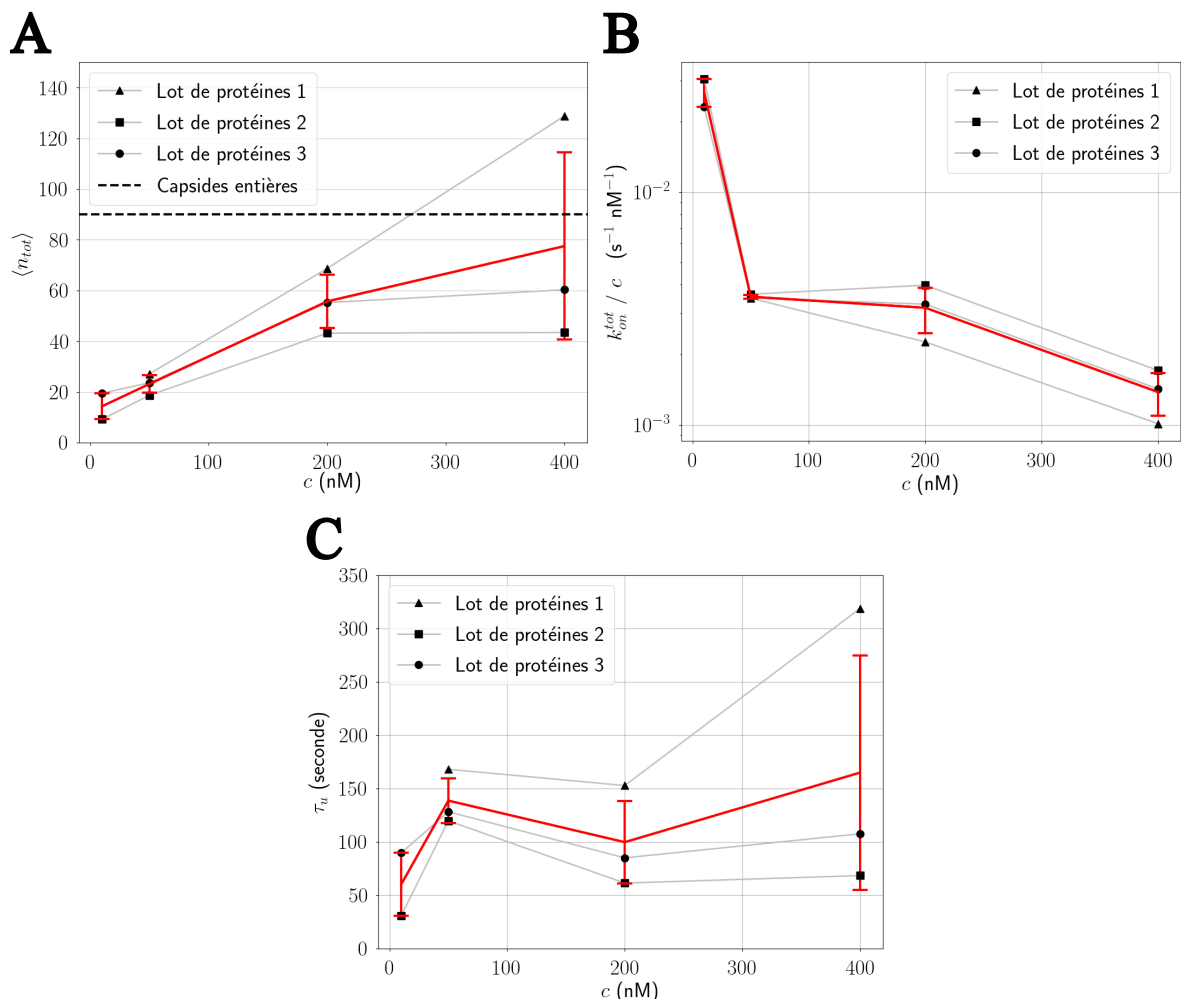 A
140
120
100
80
60
40
20
0
⟨n_tot⟩
Lot de protéines 1
Lot de protéines 2
Lot de protéines 3
Capsides entières
0 100 200 300 400
c (nM)
B
10^−2
10^−3
k_on^tot / c (s^−1 nM^−1)
Lot de protéines 1
Lot de protéines 2
Lot de protéines 3
0 100 200 300 400
c (nM)
C
350
300
250
200
150
100
50
0
τ_u (seconde)
Lot de protéines 1
Lot de protéines 2
Lot de protéines 3
0 100 200 300 400
c (nM)